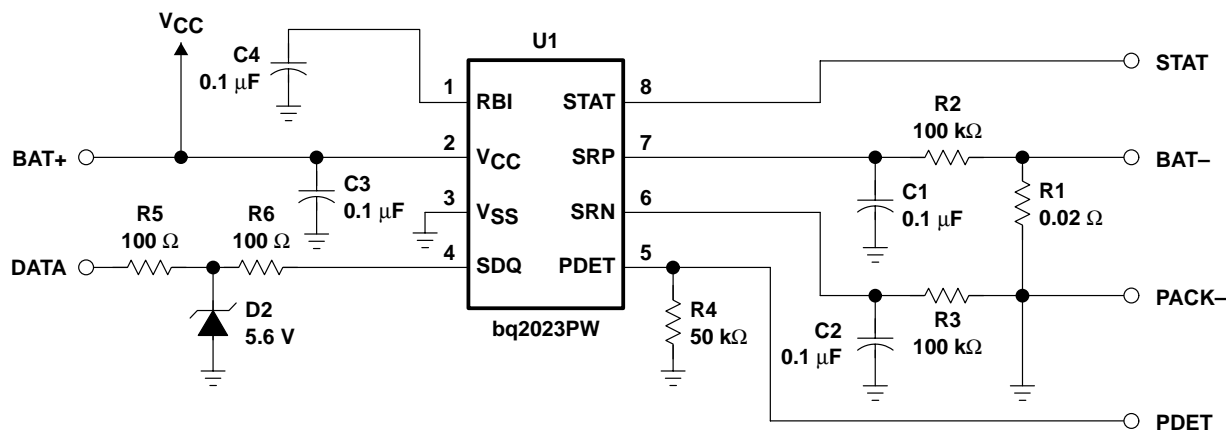 VCC
C4
0.1 μF
U1
1
RBI
STAT
8
STAT
R2
100 kΩ
BAT+
2
VCC
SRP
7
BAT–
C3
0.1 μF
C1
0.1 μF
R1
0.02 Ω
3
VSS
SRN
6
R5
100 Ω
R6
100 Ω
DATA
4
SDQ
PDET
5
D2
5.6 V
R4
50 kΩ
C2
0.1 μF
R3
100 kΩ
PACK–
bq2023PW
PDET